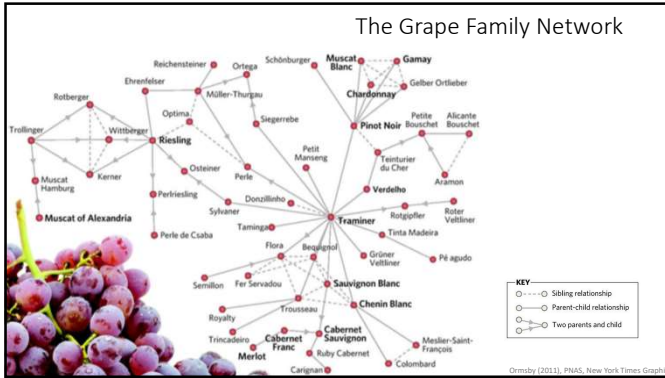 The Grape Family Network
Reichensteiner
Ortega
Schönburger
Muscat
Blanc
Gamay
Ehrenfelser
Müller-Thurgau
Gelber Ortlieber
Chardonnay
Rotberger
Optima
Siegerrebe
Pinot Noir
Petite
Bouschet
Alicante
Bouschet
Trollinger
Wittberger
Riesling
Petit
Manseng
Teinturier
du Cher
Muscat
Hamburg
Kerner
Osteiner
Perle
Aramon
Perlriesling
Donzillinho
Verdelho
Muscat of Alexandria
Sylvaner
Traminer
Rotgipfler
Roter
Veltliner
Perle de Csaba
Taminga
Tinta Madeira
Flora
Bequignol
Grüner
Veltliner
Pé agudo
Semillon
Fer Servadou
Sauvignon Blanc
Chenin Blanc
Royalty
Trousseau
Trincadeiro
Cabernet
Franc
Cabernet
Sauvignon
Merlot
Ruby Cabernet
Meslier-Saint-
François
Carignan
Colombard
KEY
Sibling relationship
Parent-child relationship
Two parents and child
Ormsby (2011), PNAS, New York Times Graphi